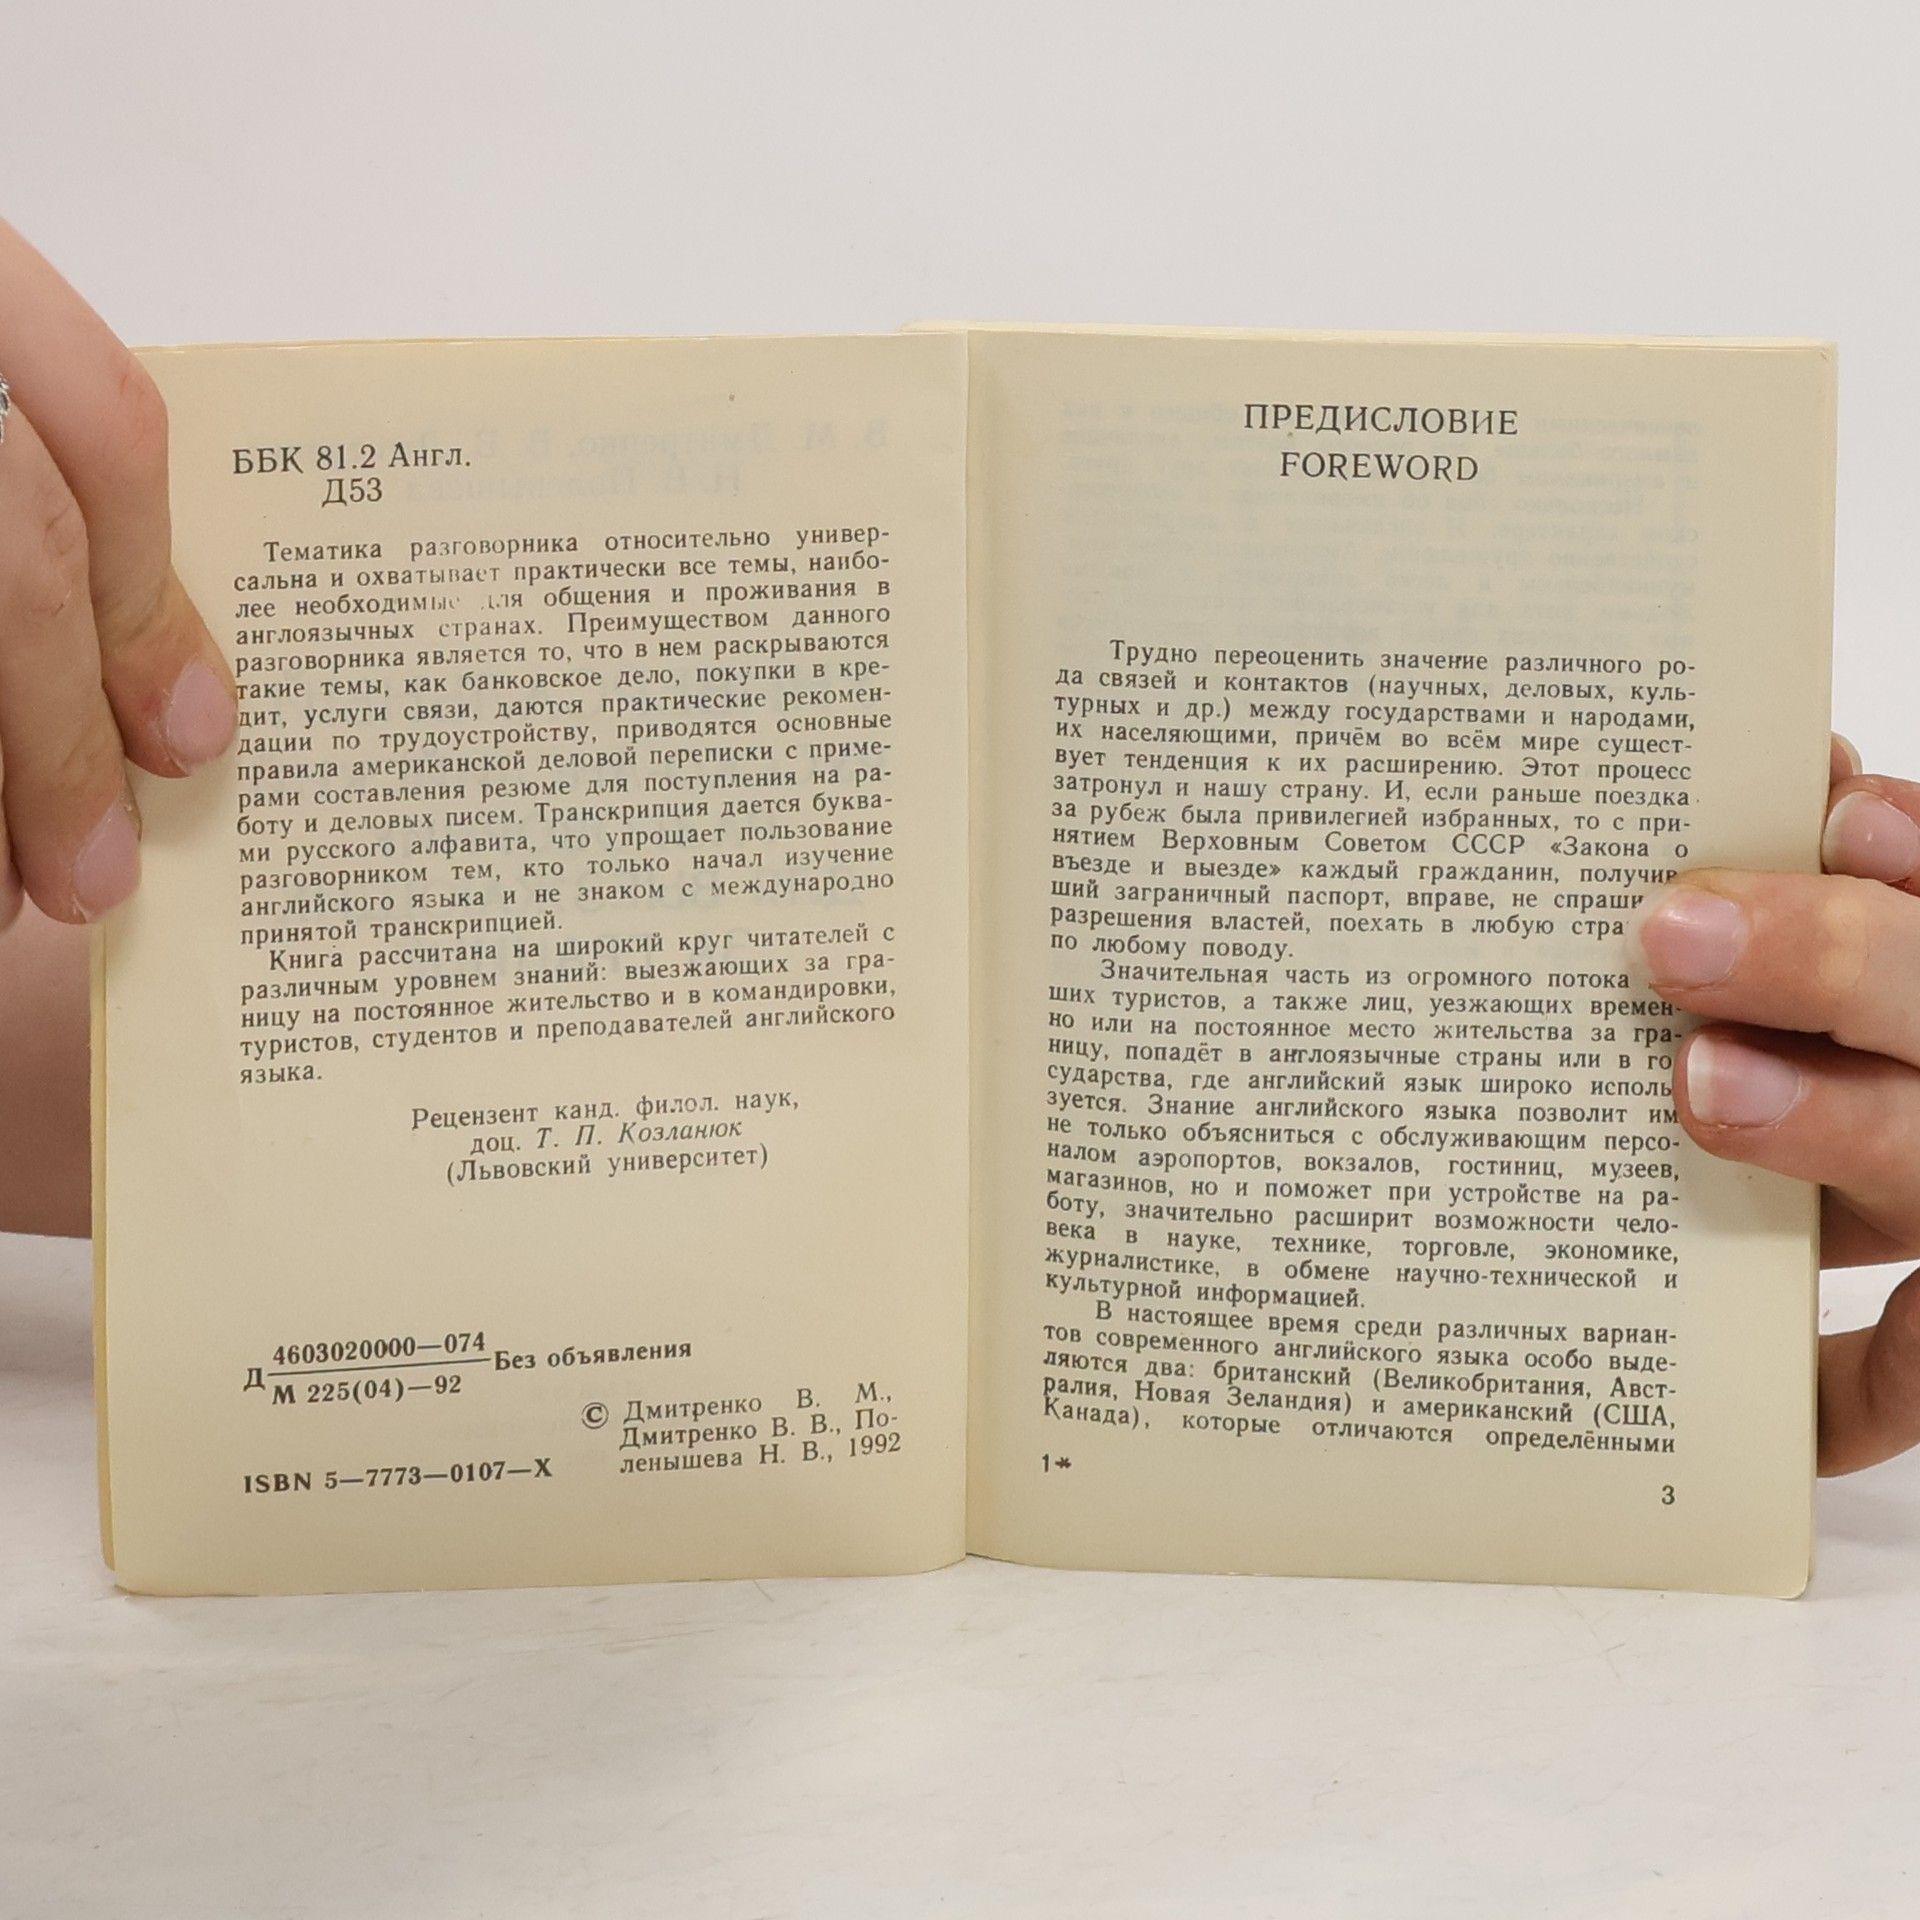 ББК 81.2 Англ.
Д53
Тематика разговорника относительно универ-
сальна и охватывает практически все темы, наибо-
лее необходимые для общения и проживания в
англоязычных странах. Преимуществом данного
разговорника является то, что в нем раскрываются
такие темы, как банковское дело, покупки в кре-
дит, услуги связи, даются практические рекомен-
дации по трудоустройству, приводятся основные
правила американской деловой переписки с приме-
рами составления резюме для поступления на ра-
боту и деловых писем. Транскрипция дается буква-
ми русского алфавита, что упрощает пользование
разговорником тем, кто только начал изучение
английского языка и не знаком с международно
принятой транскрипцией.
Книга рассчитана на широкий круг читателей с
различным уровнем знаний: выезжающих за гра-
ницу на постоянное жительство и в командировки,
туристов, студентов и преподавателей английского
языка.
Рецензент канд. филол. наук,
доц. Т. П. Козланюк
(Львовский университет)
Д 4603020000—074
М 225(04)—92
Без объявления
© Дмитренко В. М.,
Дмитренко В. В., По-
ленышева Н. В., 1992
ISBN 5—7773—0107—X
ПРЕДИСЛОВИЕ
FOREWORD
Трудно переоценить значение различного ро-
да связей и контактов (научных, деловых, куль-
турных и др.) между государствами и народами,
их населяющими, причём во всём мире сущест-
вует тенденция к их расширению. Этот процесс
затронул и нашу страну. И, если раньше поездка
за рубеж была привилегией избранных, то с при-
нятием Верховным Советом СССР «Закона о
въезде и выезде» каждый гражданин, получив-
ший заграничный паспорт, вправе, не
разрешения властей, поехать в любую
по любому поводу.
Значительная часть из огромного потока
ших туристов, а также лиц, уезжающих времен-
но или на постоянное место жительства за гра-
ницу, попадёт в англоязычные страны или в го
сударства, где английский язык широко исполь
зуется. Знание английского языка позволит им
не только объясниться с обслуживающим персо-
налом аэропортов, вокзалов, гостиниц, музеев,
магазинов, но и поможет при устройстве на ра-
боту, значительно расширит возможности чело-
века в науке, технике, торговле, экономике,
журналистике, в обмене научно-технической и
культурной информацией.
В настоящее время среди различных вариан-
тов современного английского языка особо выде-
ляются два: британский (Великобритания, Авст-
ралия, Новая Зеландия) и американский (США,
Канада), которые отличаются определёнными
1*
3